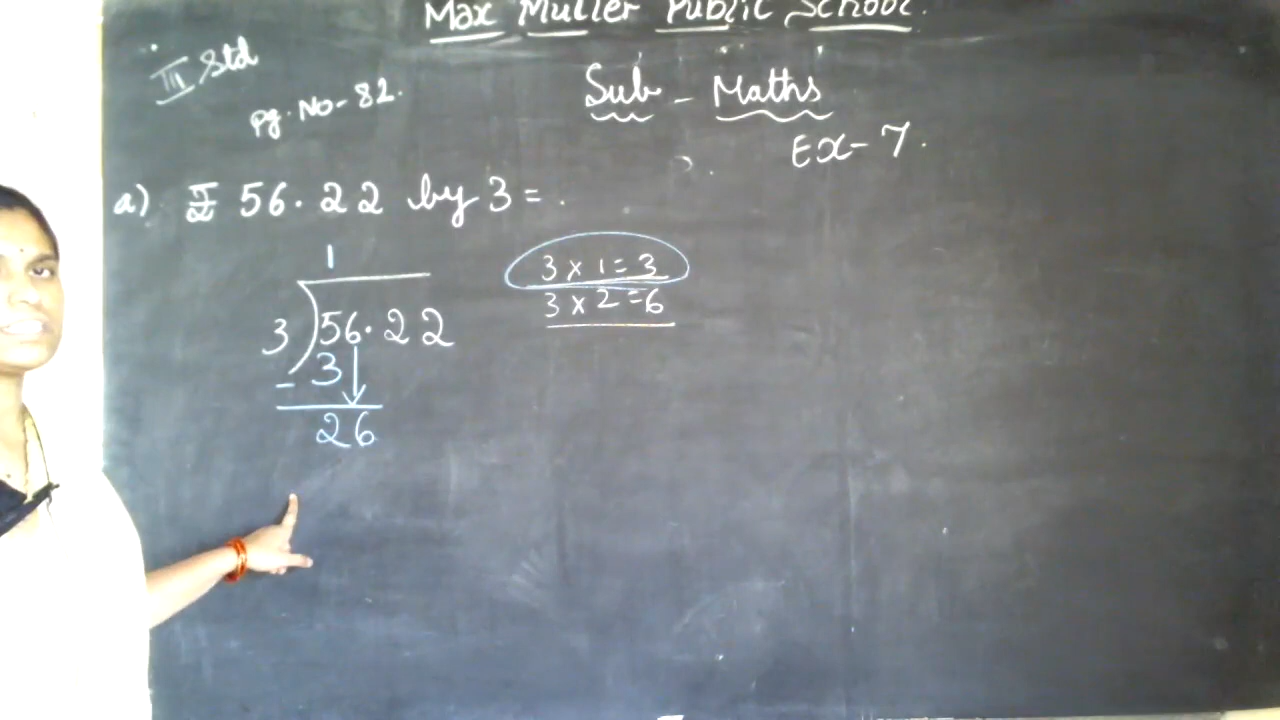 Max Muller Public School.
III Std
Sub - Maths
Pg. No- 82.
Ex- 7.
a) 56.22 by 3 = .
1
3 x 1 = 3
3 x 2 = 6
3 56.22
- 3
26